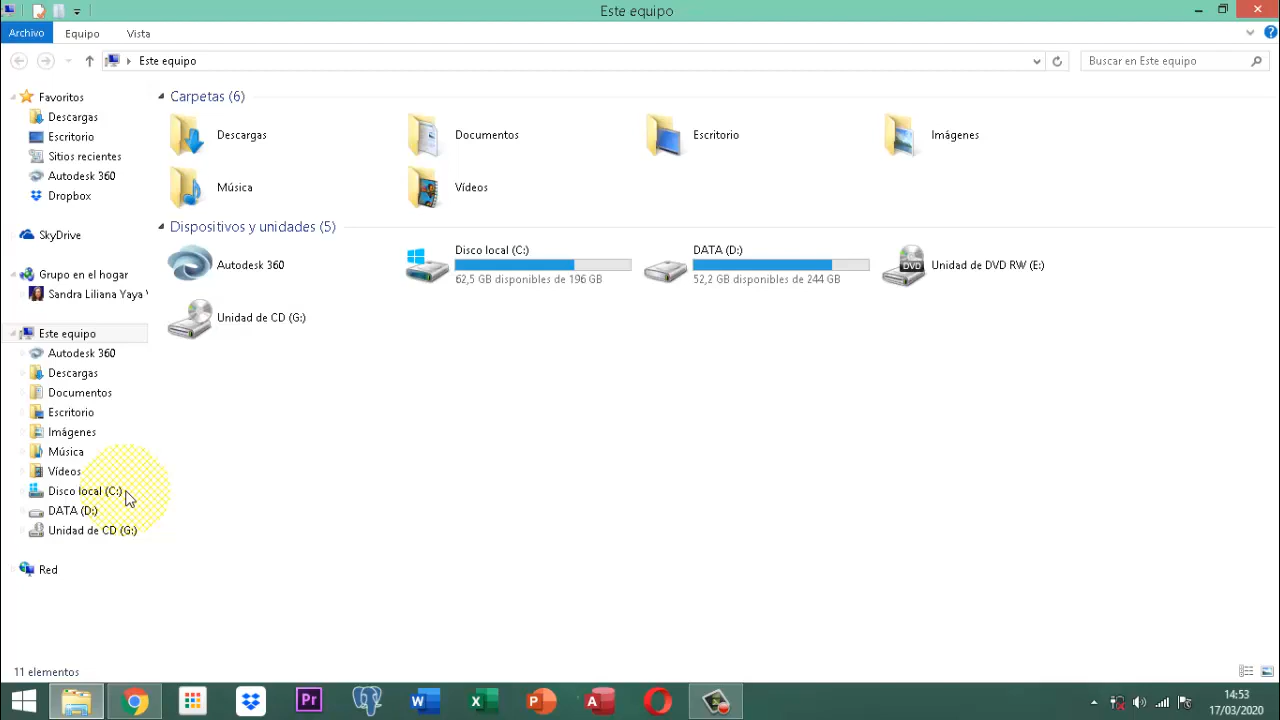 Este equipo
Archivo
Equipo
Vista
Este equipo
Buscar en Este equipo
Favoritos
Descargas
Escritorio
Sitios recientes
Autodesk 360
Dropbox
SkyDrive
Grupo en el hogar
Sandra Liliana Yaya
Este equipo
Autodesk 360
Descargas
Documentos
Escritorio
Imágenes
Música
Vídeos
Disco local (C:)
DATA (D:)
Unidad de CD (G:)
Red
Carpetas (6)
Descargas
Documentos
Escritorio
Imágenes
Música
Vídeos
Dispositivos y unidades (5)
Autodesk 360
Disco local (C:)
62,5 GB disponibles de 196 GB
DATA (D:)
52,2 GB disponibles de 244 GB
DVD
Unidad de DVD RW (E:)
Unidad de CD (G:)
11 elementos
Pr
W
X
P
A
14:53
17/03/2020